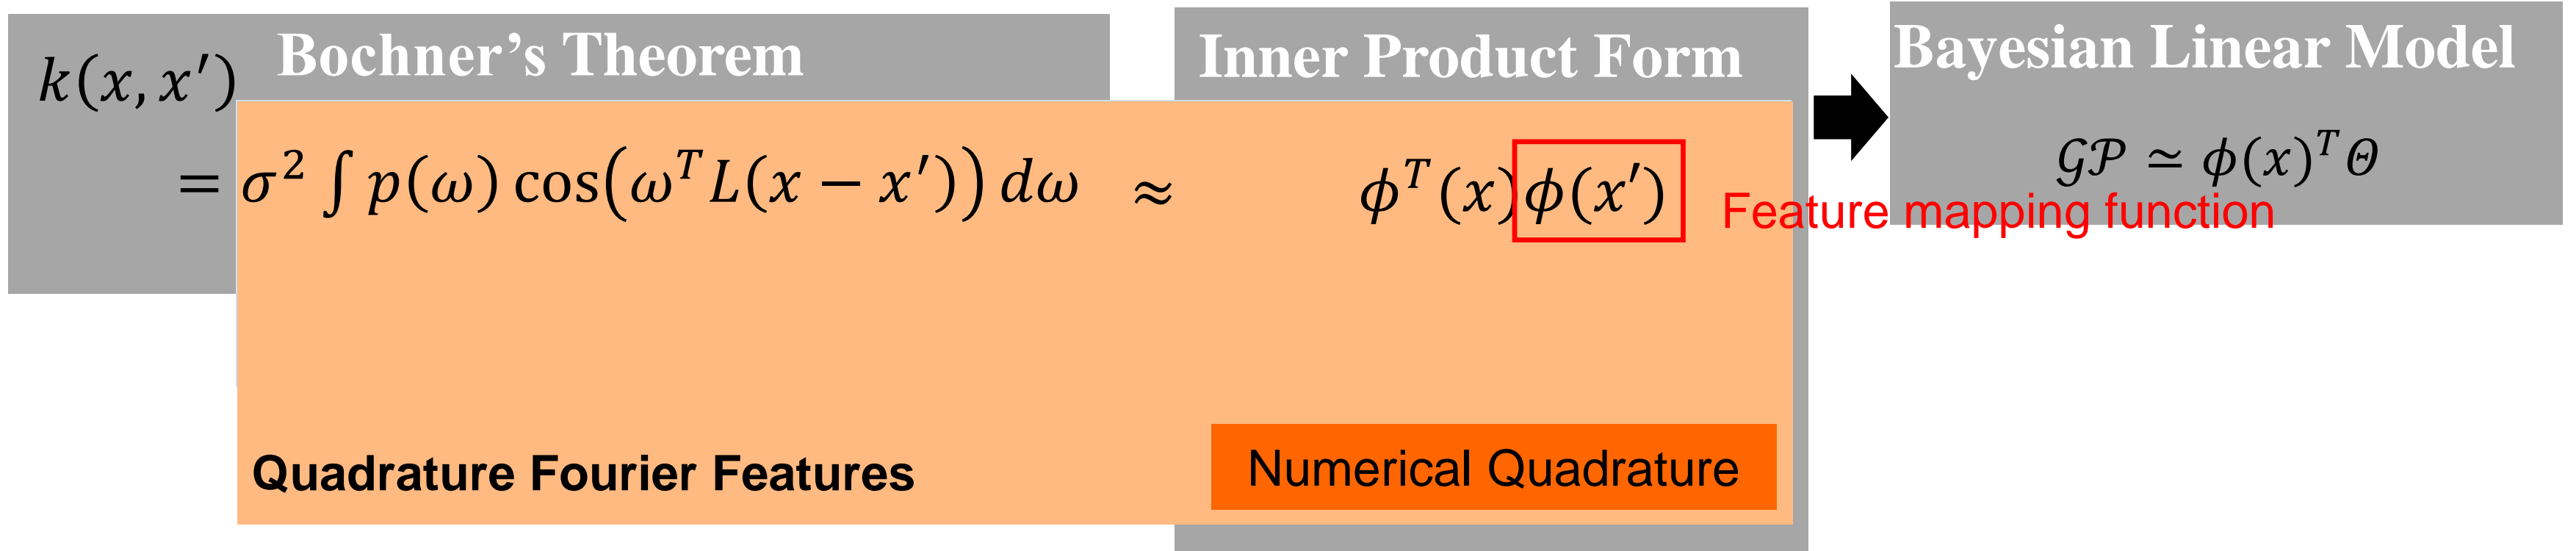 Bochner’s Theorem
k(x, x′)
= σ² ∫ p(ω) cos(ωᵀL(x − x′)) dω ≈
Inner Product Form
ϕᵀ(x)ϕ(x′)
Feature mapping function
Bayesian Linear Model
𝒢𝒫 ≃ ϕ(x)ᵀΘ
Quadrature Fourier Features
Numerical Quadrature